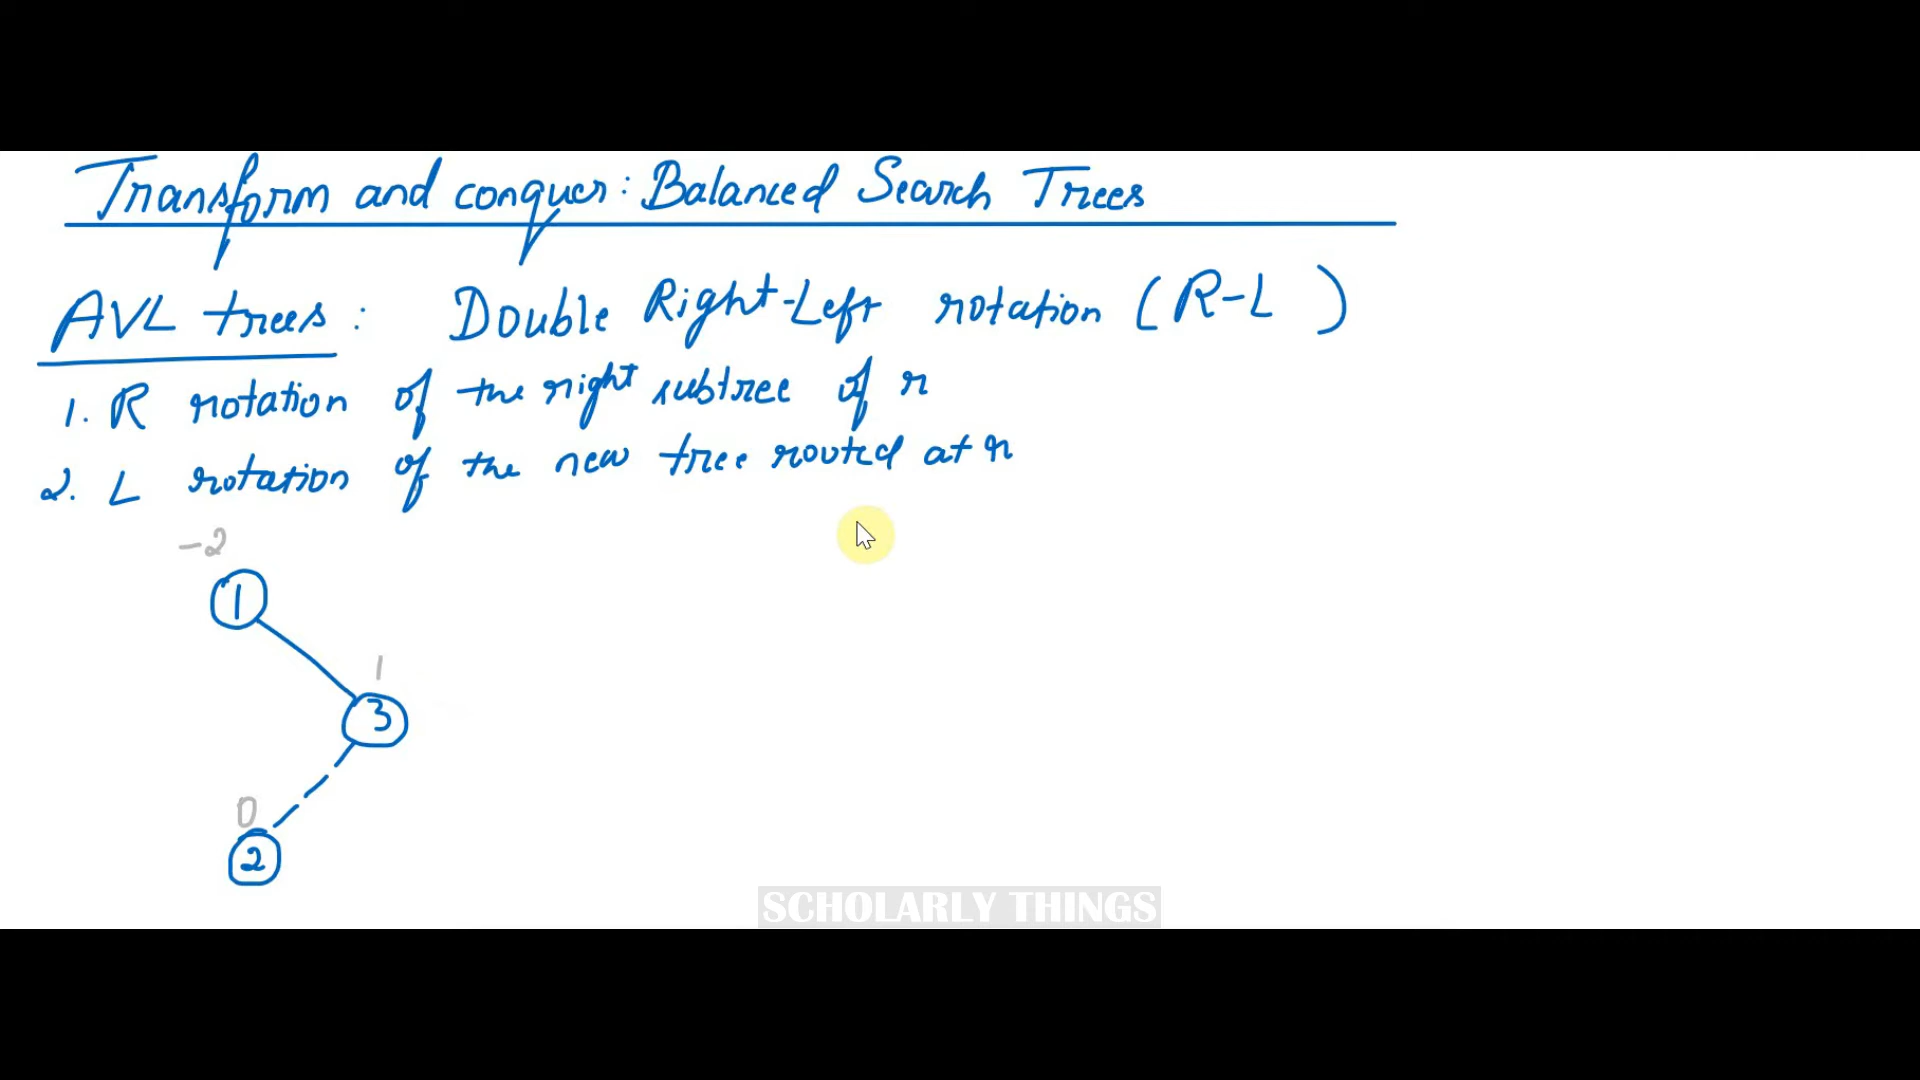 Transform and conquer: Balanced Search Trees
AVL trees: Double Right-Left rotation (R-L)
1. R rotation of the right subtree of r
2. L rotation of the new tree routed at r
-2
1
1
3
0
2
SCHOLARLY THINGS